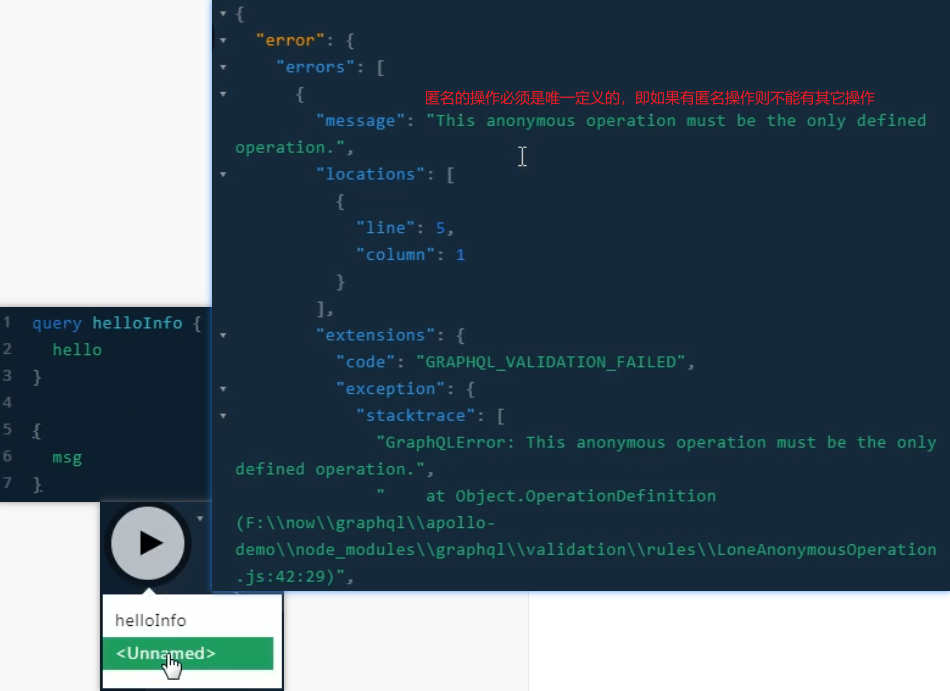 {
"error": {
"errors": [
{
匿名的操作必须是唯一定义的，即如果有匿名操作则不能有其它操作
"message": "This anonymous operation must be the only defined
operation.",
"locations": [
{
"line": 5,
"column": 1
}
],
"extensions": {
"code": "GRAPHQL_VALIDATION_FAILED",
"exception": {
"stacktrace": [
"GraphQLError: This anonymous operation must be the only
defined operation.",
"    at Object.OperationDefinition
(F:\\now\\graphql\\apollo-
demo\\node_modules\\graphql\\validation\\rules\\LoneAnonymousOperation
.js:42:29)",
1 query helloInfo {
2 hello
3 }
4
5 {
6 msg
7 }
helloInfo
<Unnamed>